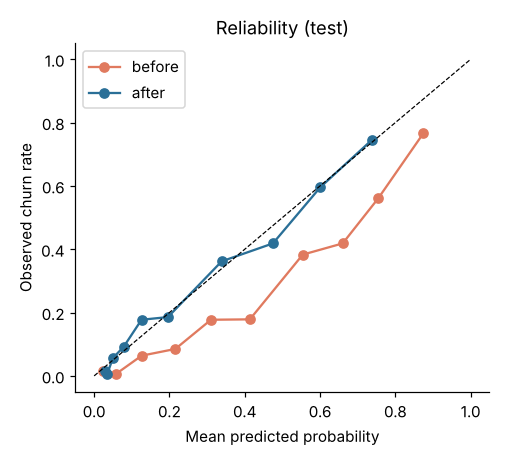 Reliability (test)
before
after
1.0
0.8
0.6
0.4
0.2
0.0
Observed churn rate
0.0 0.2 0.4 0.6 0.8 1.0
Mean predicted probability